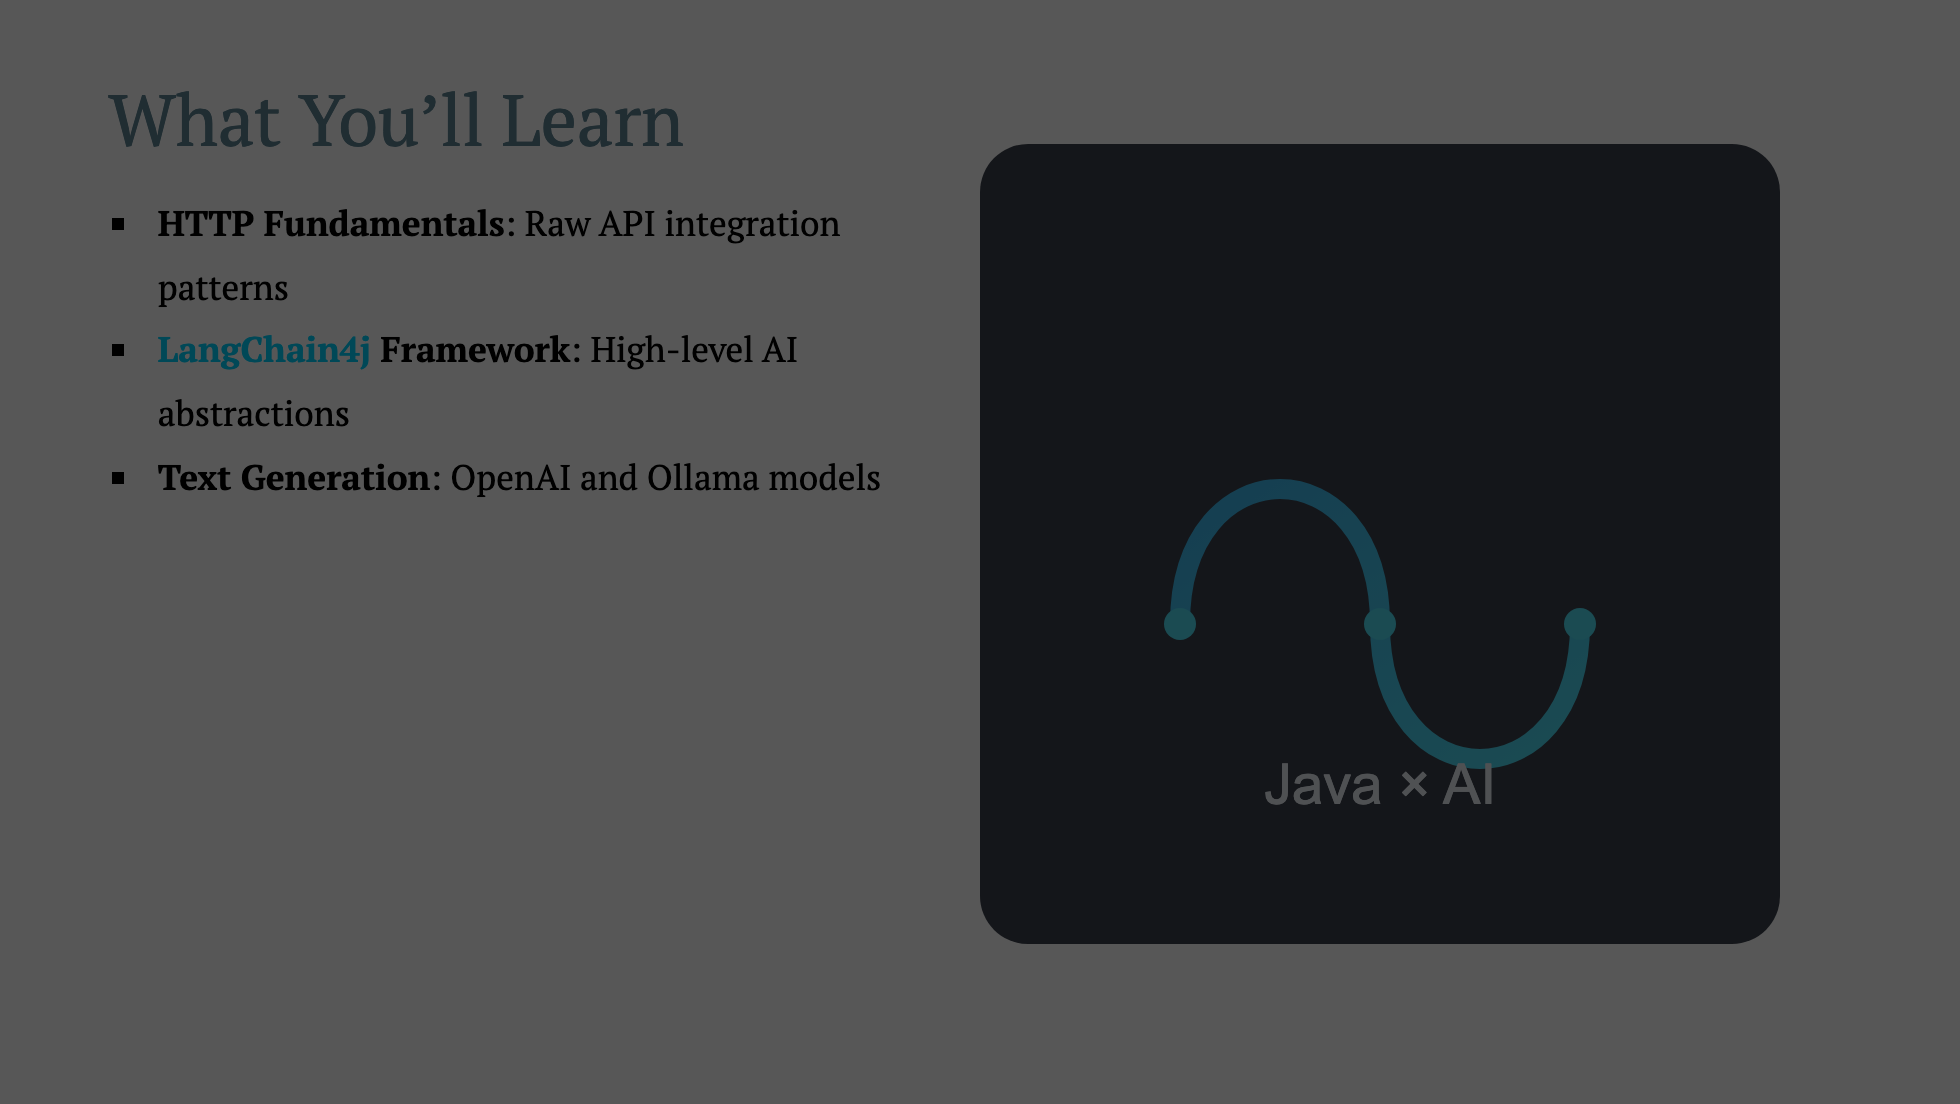 What You’ll Learn
▪ HTTP Fundamentals: Raw API integration
patterns
▪ LangChain4j Framework: High-level AI
abstractions
▪ Text Generation: OpenAI and Ollama models
Java × AI